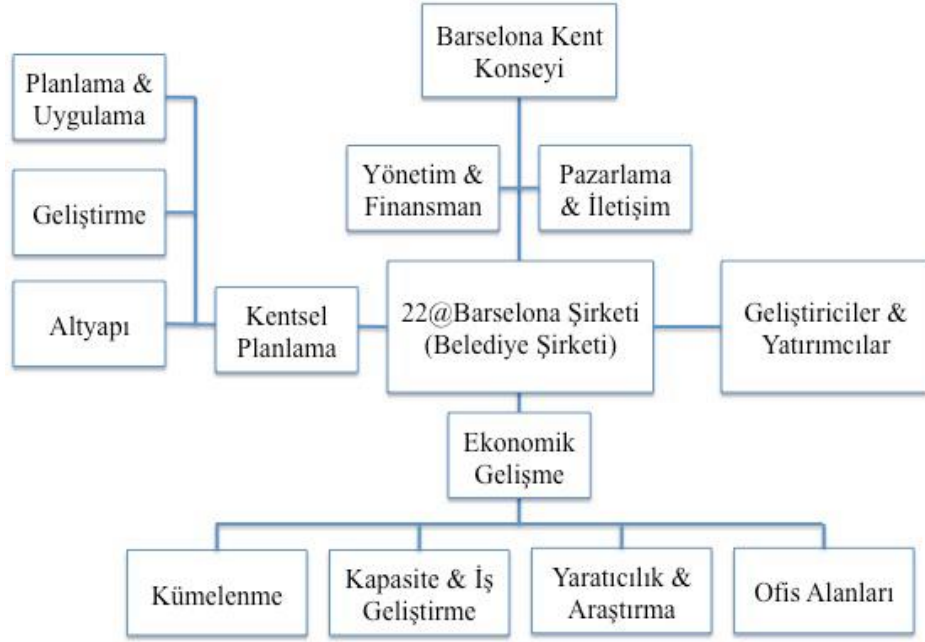 Barselona Kent
Konseyi
Planlama &
Uygulama
Yönetim &
Finansman
Pazarlama
& İletişim
Geliştirme
Altyapı
Kentsel
Planlama
22@Barselona Şirketi
(Belediye Şirketi)
Geliştiriciler &
Yatırımcılar
Ekonomik
Gelişme
Kümelenme
Kapasite & İş
Geliştirme
Yaratıcılık &
Araştırma
Ofis Alanları